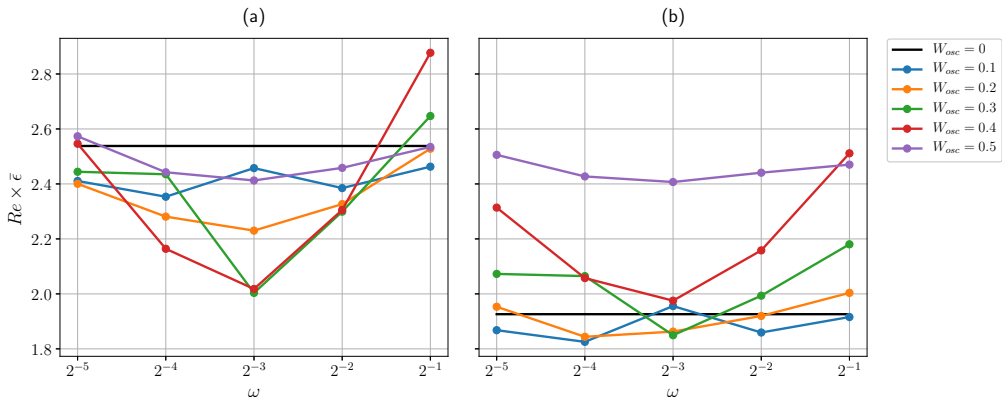 (a)
(b)
2.8
2.6
2.4
2.2
2.0
1.8
Re × ε̄
2⁻⁵ 2⁻⁴ 2⁻³ 2⁻² 2⁻¹
ω
2⁻⁵ 2⁻⁴ 2⁻³ 2⁻² 2⁻¹
ω
W_osc = 0
W_osc = 0.1
W_osc = 0.2
W_osc = 0.3
W_osc = 0.4
W_osc = 0.5